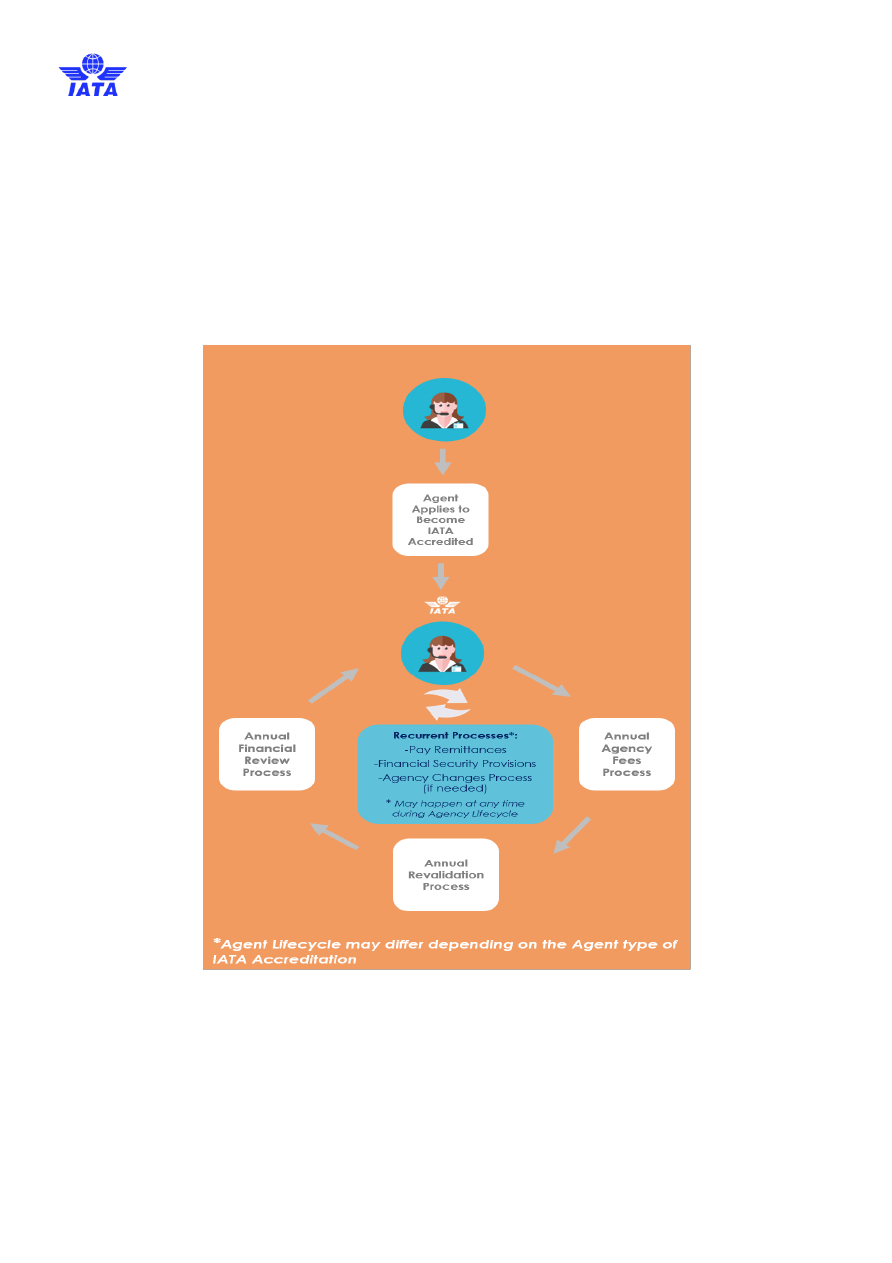 IATA
Agent
Applies to
Become
IATA
Accredited
IATA
Annual
Financial
Review
Process
Recurrent Processes*:
-Pay Remittances
-Financial Security Provisions
-Agency Changes Process
(if needed)
* May happen at any time
during Agency Lifecycle
Annual
Agency
Fees
Process
Annual
Revalidation
Process
*Agent Lifecycle may differ depending on the Agent type of
IATA Accreditation